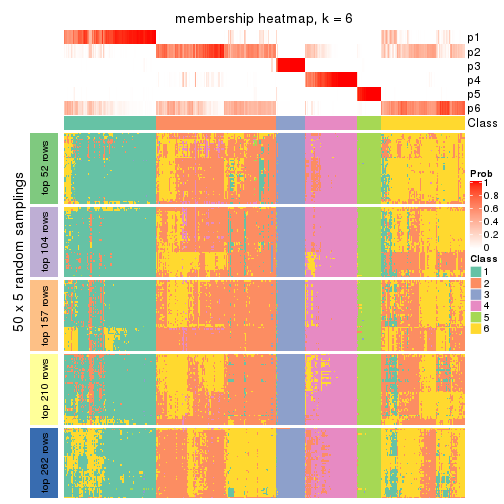 membership heatmap, k = 6
p1
p2
p3
p4
p5
p6
Class
50 x 5 random samplings
top 52 rows
top 104 rows
top 157 rows
top 210 rows
top 262 rows
Prob
1
0.8
0.6
0.4
0.2
0
Class
1
2
3
4
5
6